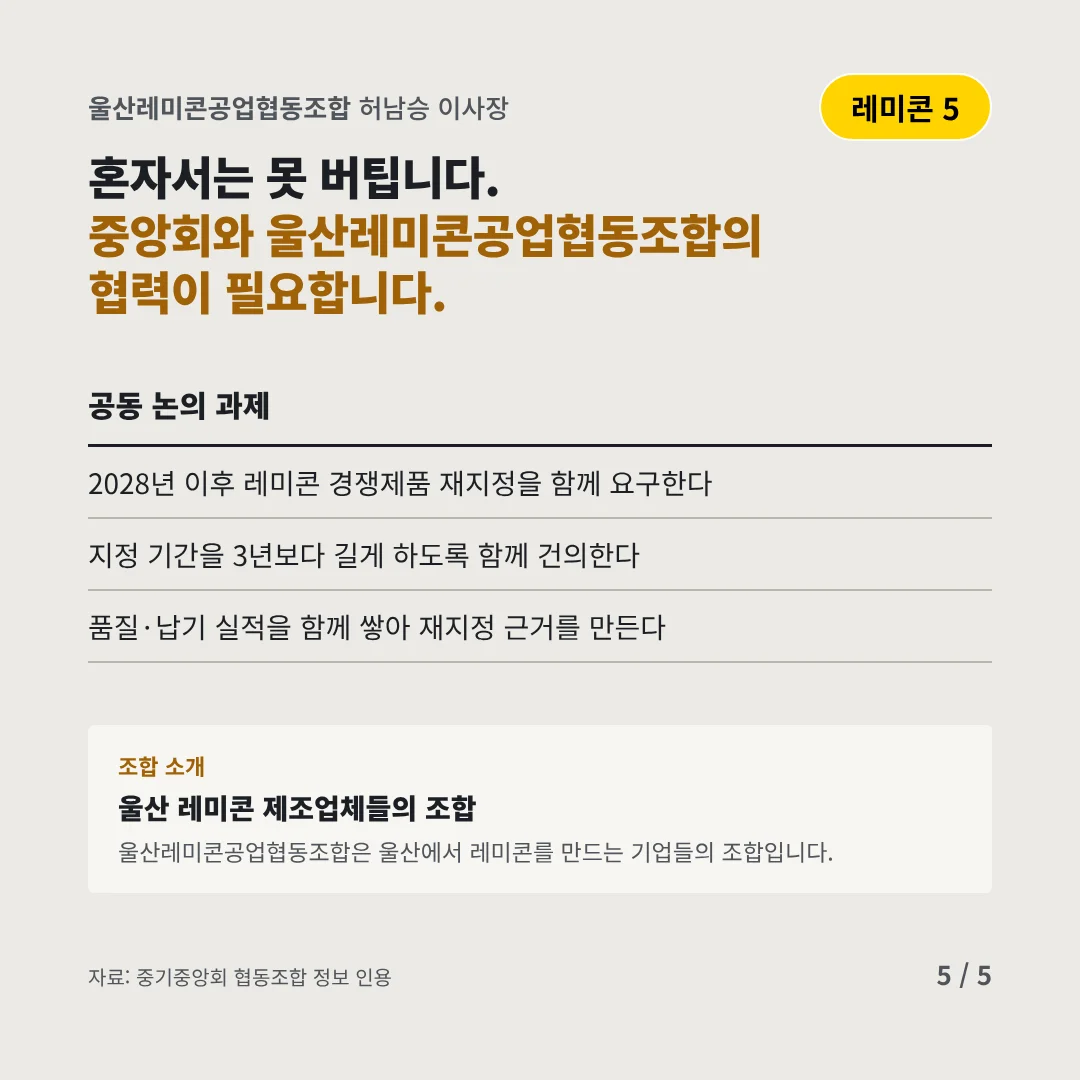 울산레미콘공업협동조합 허남승 이사장
레미콘 5
혼자서는 못 버팁니다.
중앙회와 울산레미콘공업협동조합의
협력이 필요합니다.
공동 논의 과제
2028년 이후 레미콘 경쟁제품 재지정을 함께 요구한다
지정 기간을 3년보다 길게 하도록 함께 건의한다
품질·납기 실적을 함께 쌓아 재지정 근거를 만든다
조합 소개
울산 레미콘 제조업체들의 조합
울산레미콘공업협동조합은 울산에서 레미콘를 만드는 기업들의 조합입니다.
자료: 중기중앙회 협동조합 정보 인용
5 / 5